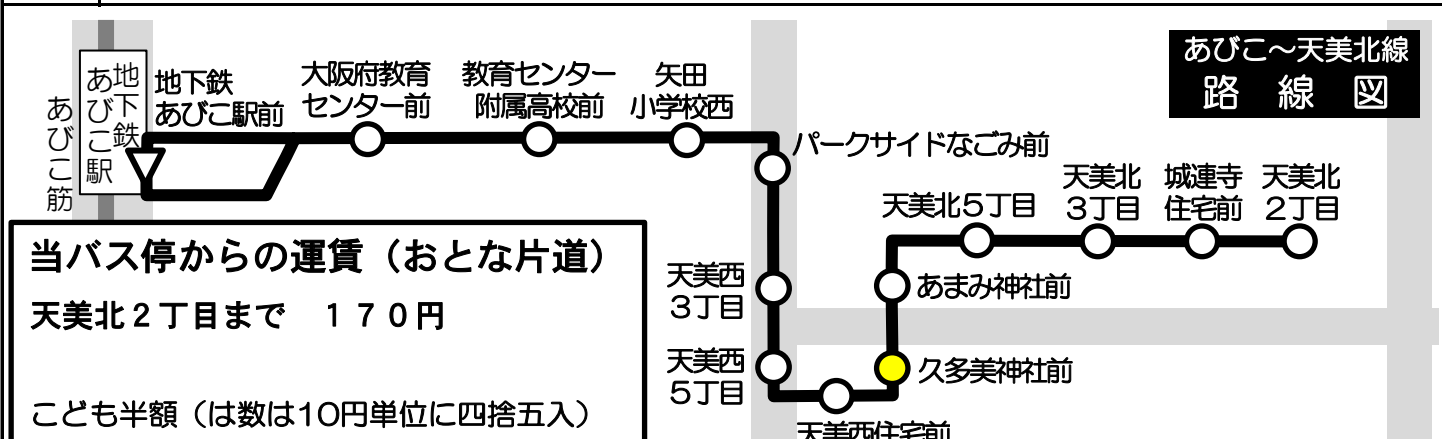 あびこ～天美北線
路線図
あびこ筋
地下鉄
あびこ駅
地下鉄
あびこ駅前
大阪府教育
センター前
教育センター
附属高校前
矢田
小学校西
パークサイドなごみ前
天美西
3丁目
天美西
5丁目
天美西住宅前
久多美神社前
あまみ神社前
天美北5丁目
天美北
3丁目
城連寺
住宅前
天美北
2丁目
当バス停からの運賃（おとな片道）
天美北２丁目まで　１７０円
こども半額（は数は10円単位に四捨五入）